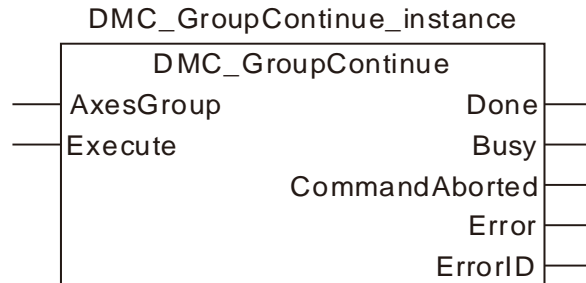 DMC_GroupContinue_instance
DMC_GroupContinue
AxesGroup Done
Execute Busy
CommandAborted
Error
ErrorID